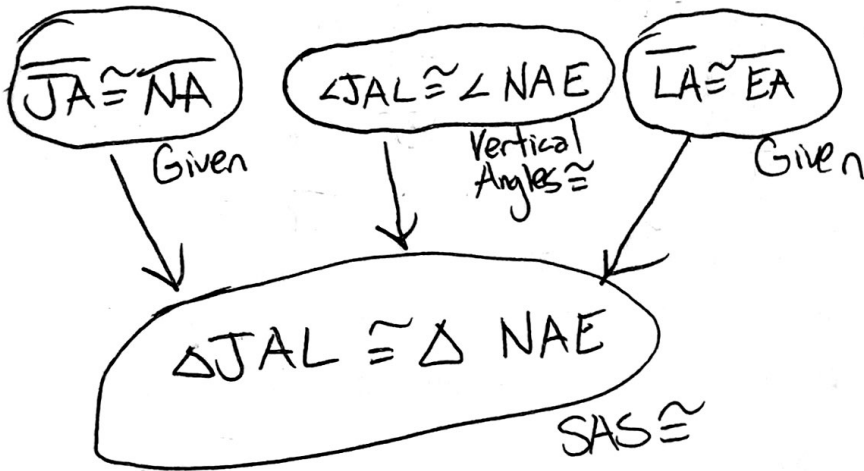 JA ≅ NA
∠JAL ≅ ∠ NAE
LA ≅ EA
Given
Vertical
Angles ≅
Given
△JAL ≅ △ NAE
SAS ≅